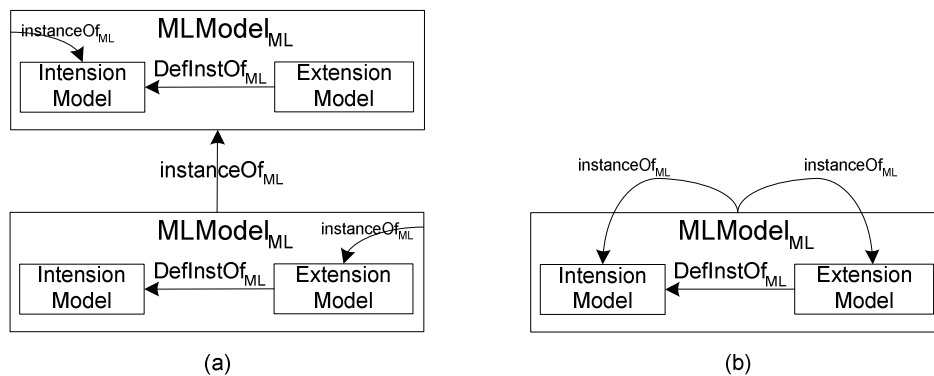 MLModelML
instanceOfML
Intension
Model
DefInstOfML
Extension
Model
instanceOfML
MLModelML
instanceOfML
Intension
Model
DefInstOfML
Extension
Model
(a)
instanceOfML
instanceOfML
MLModelML
Intension
Model
DefInstOfML
Extension
Model
(b)